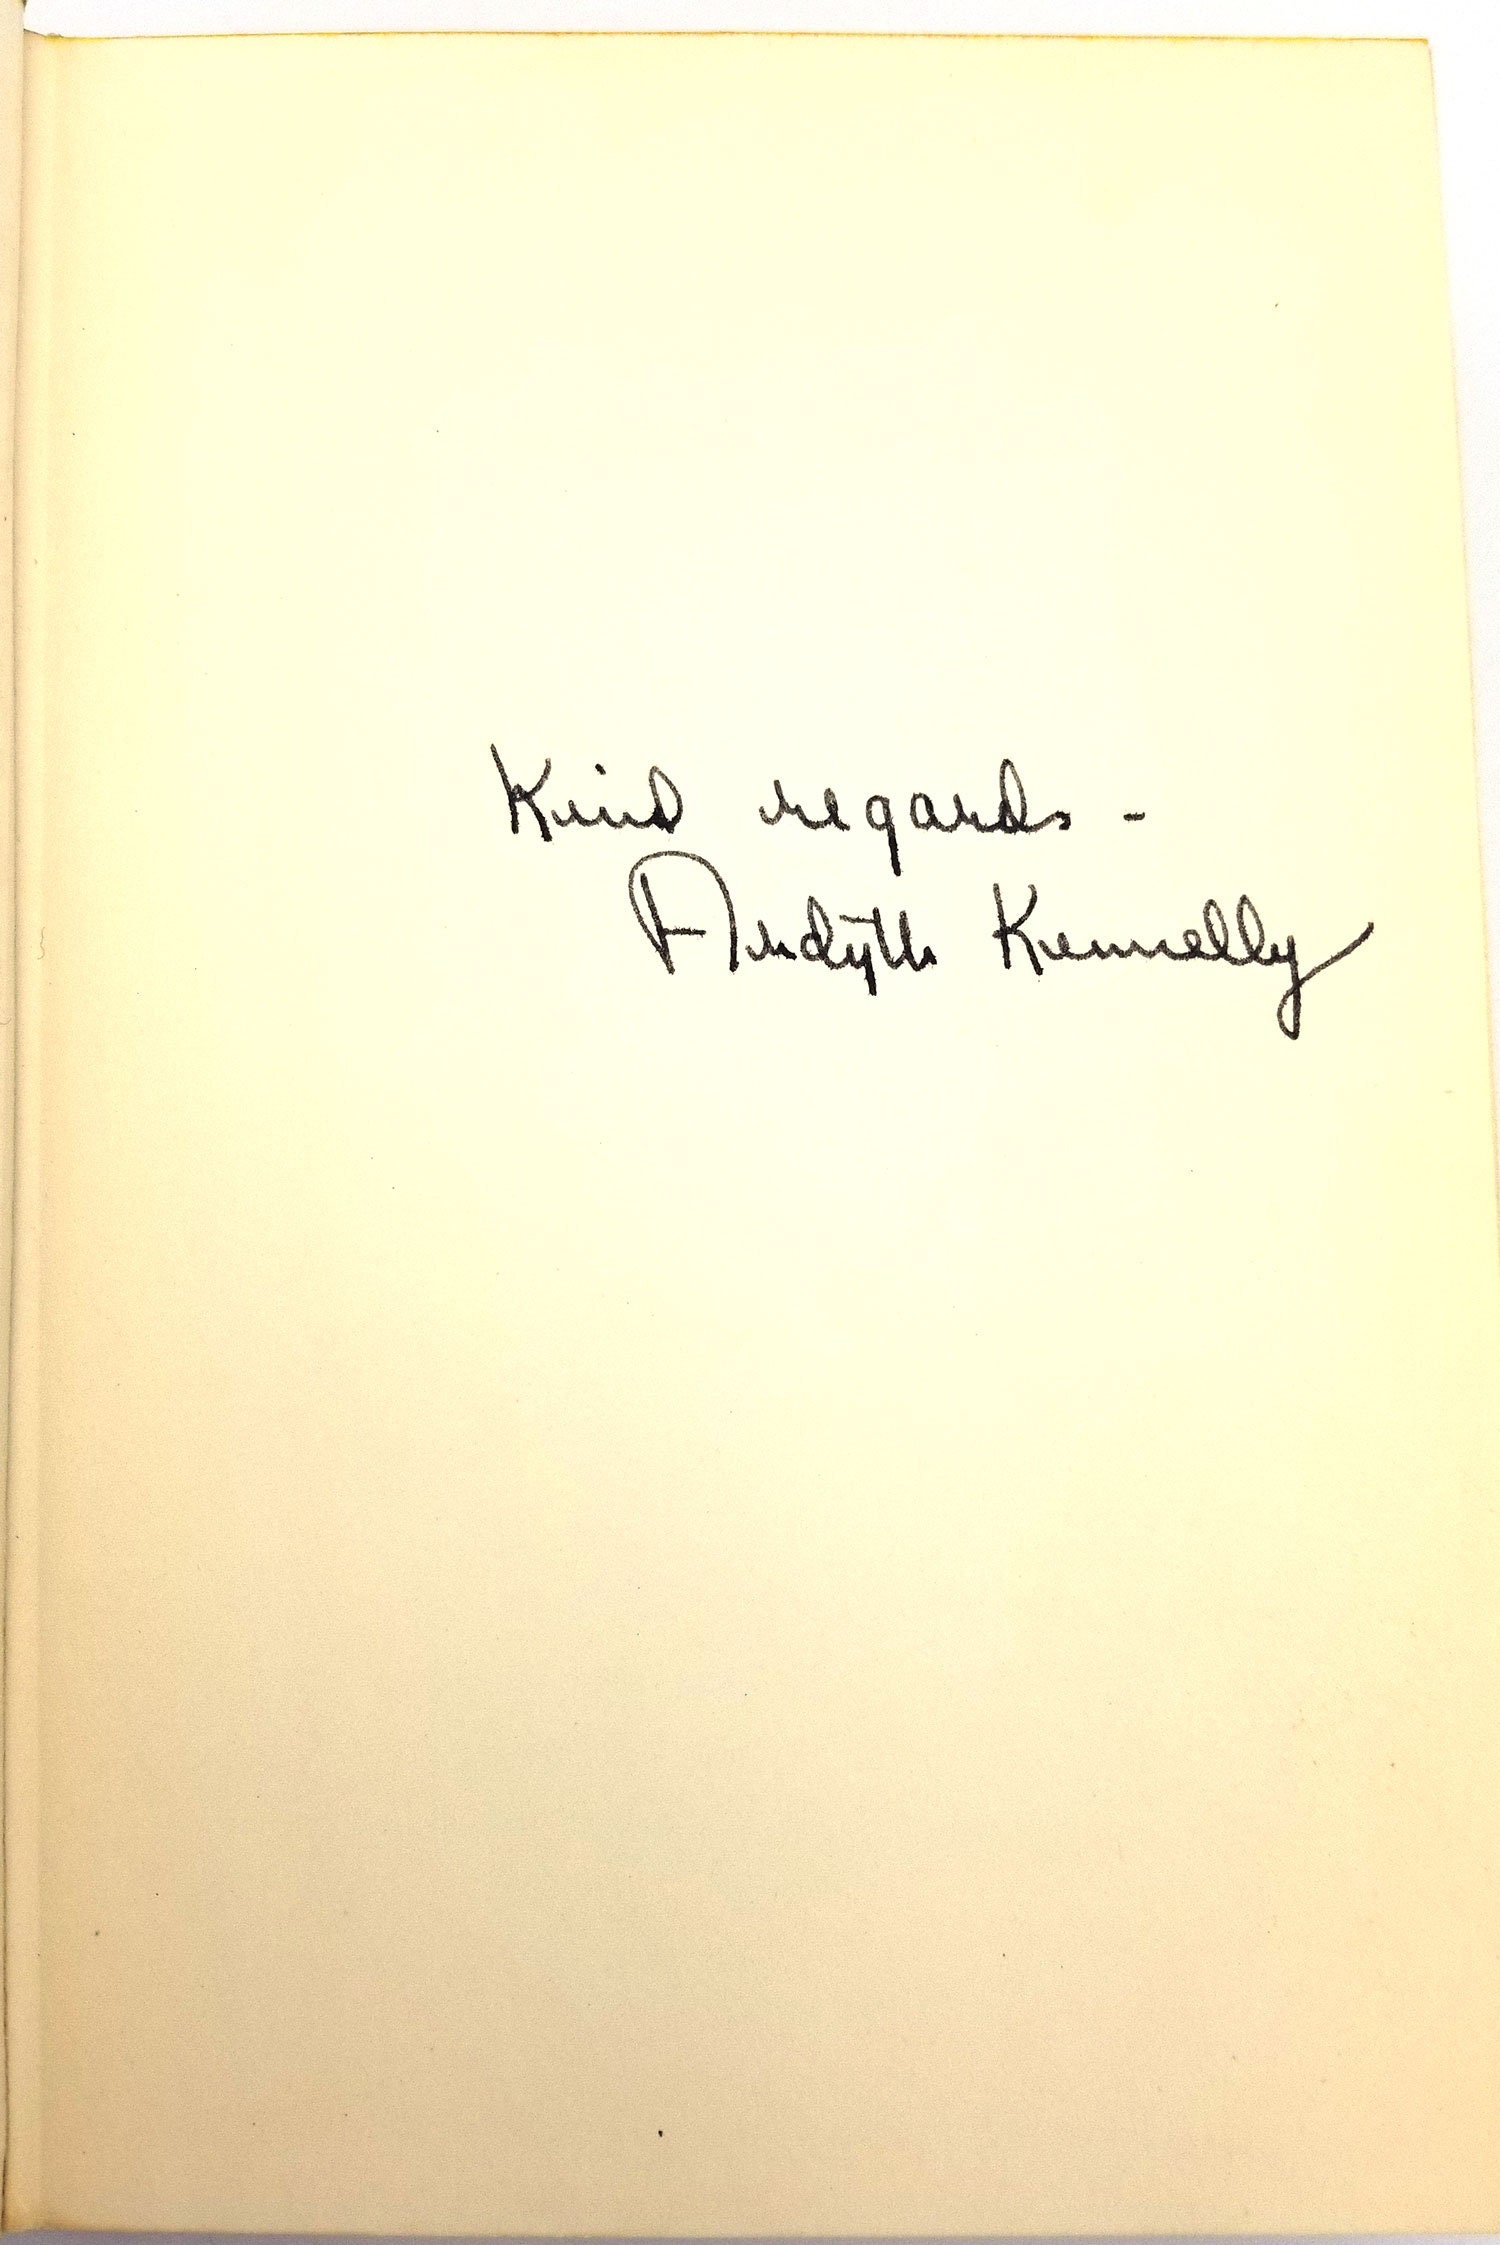 Kind regards -
Ardyth Kennelly